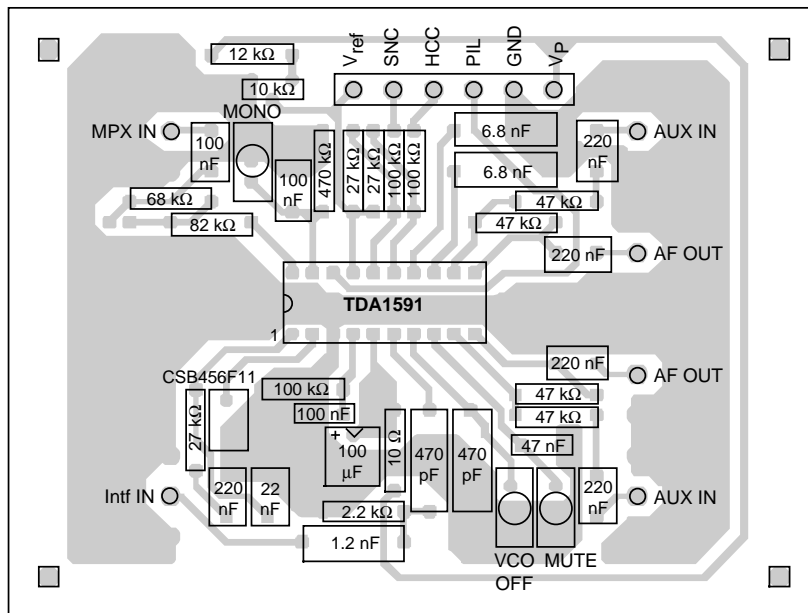 Vref
SNC
HCC
PIL
GND
VP
12 kΩ
10 kΩ
MONO
MPX IN
100 nF
100 nF
470 kΩ
27 kΩ
27 kΩ
100 kΩ
100 kΩ
6.8 nF
6.8 nF
220 nF
AUX IN
68 kΩ
82 kΩ
47 kΩ
47 kΩ
220 nF
AF OUT
TDA1591
1
220 nF
AF OUT
CSB456F11
27 kΩ
100 kΩ
100 nF
+
100 μF
10 Ω
470 pF
470 pF
47 kΩ
47 kΩ
47 nF
Intf IN
220 nF
22 nF
2.2 kΩ
1.2 nF
220 nF
AUX IN
VCO OFF
MUTE